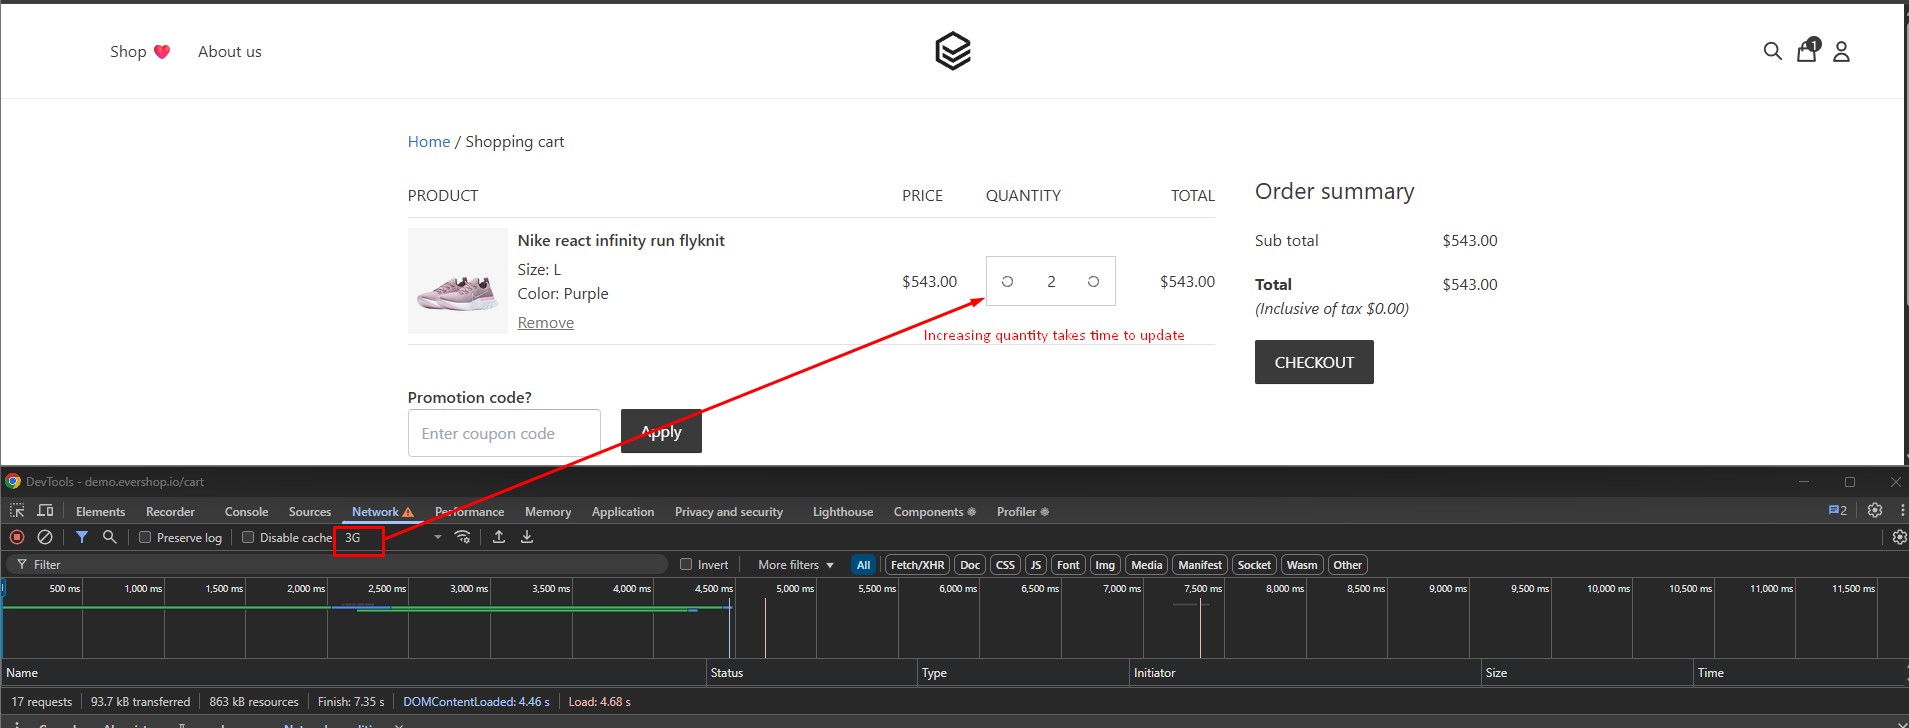 Shop About us 1
Home / Shopping cart
PRODUCT PRICE QUANTITY TOTAL
Nike react infinity run flyknit
Size: L
Color: Purple
Remove
$543.00 2 $543.00
Increasing quantity takes time to update
Order summary
Sub total $543.00
Total $543.00
(Inclusive of tax $0.00)
CHECKOUT
Promotion code?
Enter coupon code Apply
DevTools - demo.evershop.io/cart
Elements Recorder Console Sources Network Performance Memory Application Privacy and security Lighthouse Components Profiler 2
Preserve log Disable cache 3G
Filter Invert More filters All Fetch/XHR Doc CSS JS Font Img Media Manifest Socket Wasm Other
500 ms 1,000 ms 1,500 ms 2,000 ms 2,500 ms 3,000 ms 3,500 ms 4,000 ms 4,500 ms 5,000 ms 5,500 ms 6,000 ms 6,500 ms 7,000 ms 7,500 ms 8,000 ms 8,500 ms 9,000 ms 9,500 ms 10,000 ms 10,500 ms 11,000 ms 11,500 ms
Name Status Type Initiator Size Time
17 requests 93.7 kB transferred 863 kB resources Finish: 7.35 s DOMContentLoaded: 4.46 s Load: 4.68 s